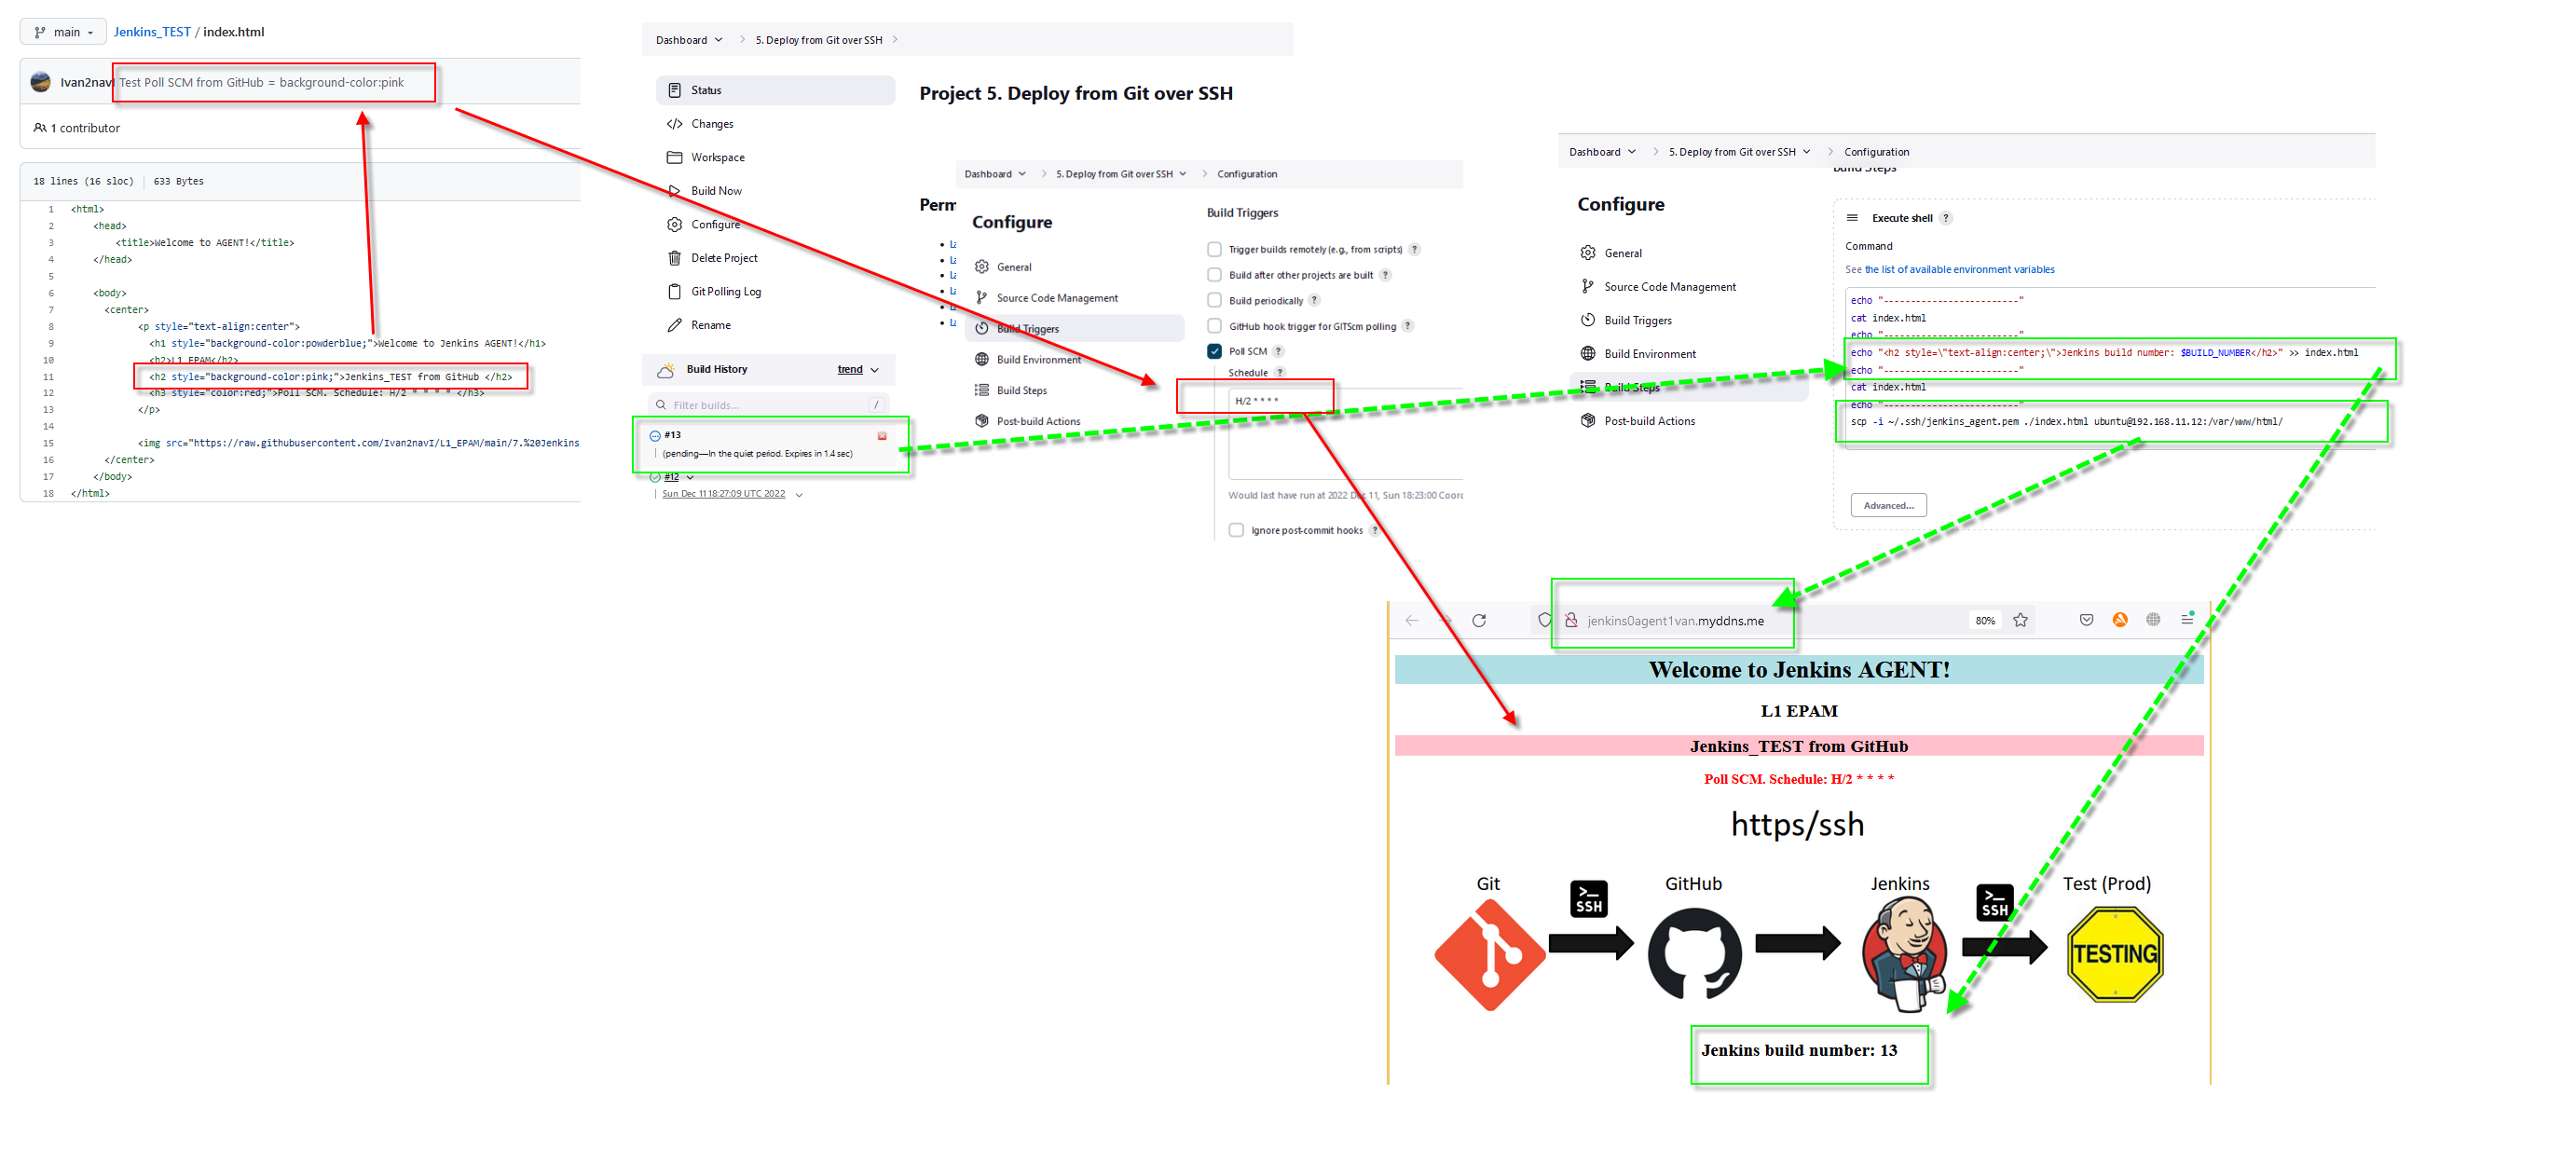 main
Jenkins_TEST / index.html
Ivan2navI Test Poll SCM from GitHub = background-color:pink
1 contributor
18 lines (16 sloc) 633 Bytes
1 <html>
2 <head>
3 <title>Welcome to AGENT!</title>
4 </head>
5
6 <body>
7 <center>
8 <p style="text-align:center">
9 <h1 style="background-color:powderblue;">Welcome to Jenkins AGENT!</h1>
10 <h2>L1 EPAM</h2>
11 <h2 style="background-color:pink;">Jenkins_TEST from GitHub </h2>
12 <h3 style="color:red;">Poll SCM. Schedule: H/2 * * * * </h3>
13 </p>
14
15 <img src="https://raw.githubusercontent.com/Ivan2navI/L1_EPAM/main/7.%20Jenkins
16 </center>
17 </body>
18 </html>
Dashboard > 5. Deploy from Git over SSH >
Status
Changes
Workspace
Build Now
Configure
Delete Project
Git Polling Log
Rename
Build History trend
Filter builds... /
#13
(pending—In the quiet period. Expires in 1.4 sec)
#12
Sun Dec 11 18:27:09 UTC 2022
Project 5. Deploy from Git over SSH
Perm
La
La
La
La
La
La
Dashboard > 5. Deploy from Git over SSH > Configuration
Configure
General
Source Code Management
Build Triggers
Build Environment
Build Steps
Post-build Actions
Build Triggers
Trigger builds remotely (e.g., from scripts) ?
Build after other projects are built ?
Build periodically ?
GitHub hook trigger for GITScm polling ?
Poll SCM ?
Schedule ?
H/2 * * * *
Would last have run at 2022 Dec 11, Sun 18:23:00 Coord
Ignore post-commit hooks ?
Dashboard > 5. Deploy from Git over SSH > Configuration
Configure
General
Source Code Management
Build Triggers
Build Environment
Build Steps
Post-build Actions
Build Steps
Execute shell ?
Command
See the list of available environment variables
echo "-------------------------"
cat index.html
echo "-------------------------"
echo "<h2 style=\"text-align:center;\">Jenkins build number: $BUILD_NUMBER</h2>" >> index.html
echo "-------------------------"
cat index.html
echo "-------------------------"
scp -i ~/.ssh/jenkins_agent.pem ./index.html ubuntu@192.168.11.12:/var/www/html/
Advanced...
jenkins0agent1van.myddns.me 80%
Welcome to Jenkins AGENT!
L1 EPAM
Jenkins_TEST from GitHub
Poll SCM. Schedule: H/2 * * * *
https/ssh
Git
GitHub
Jenkins
Test (Prod)
>_ SSH
>_ SSH
TESTING
Jenkins build number: 13